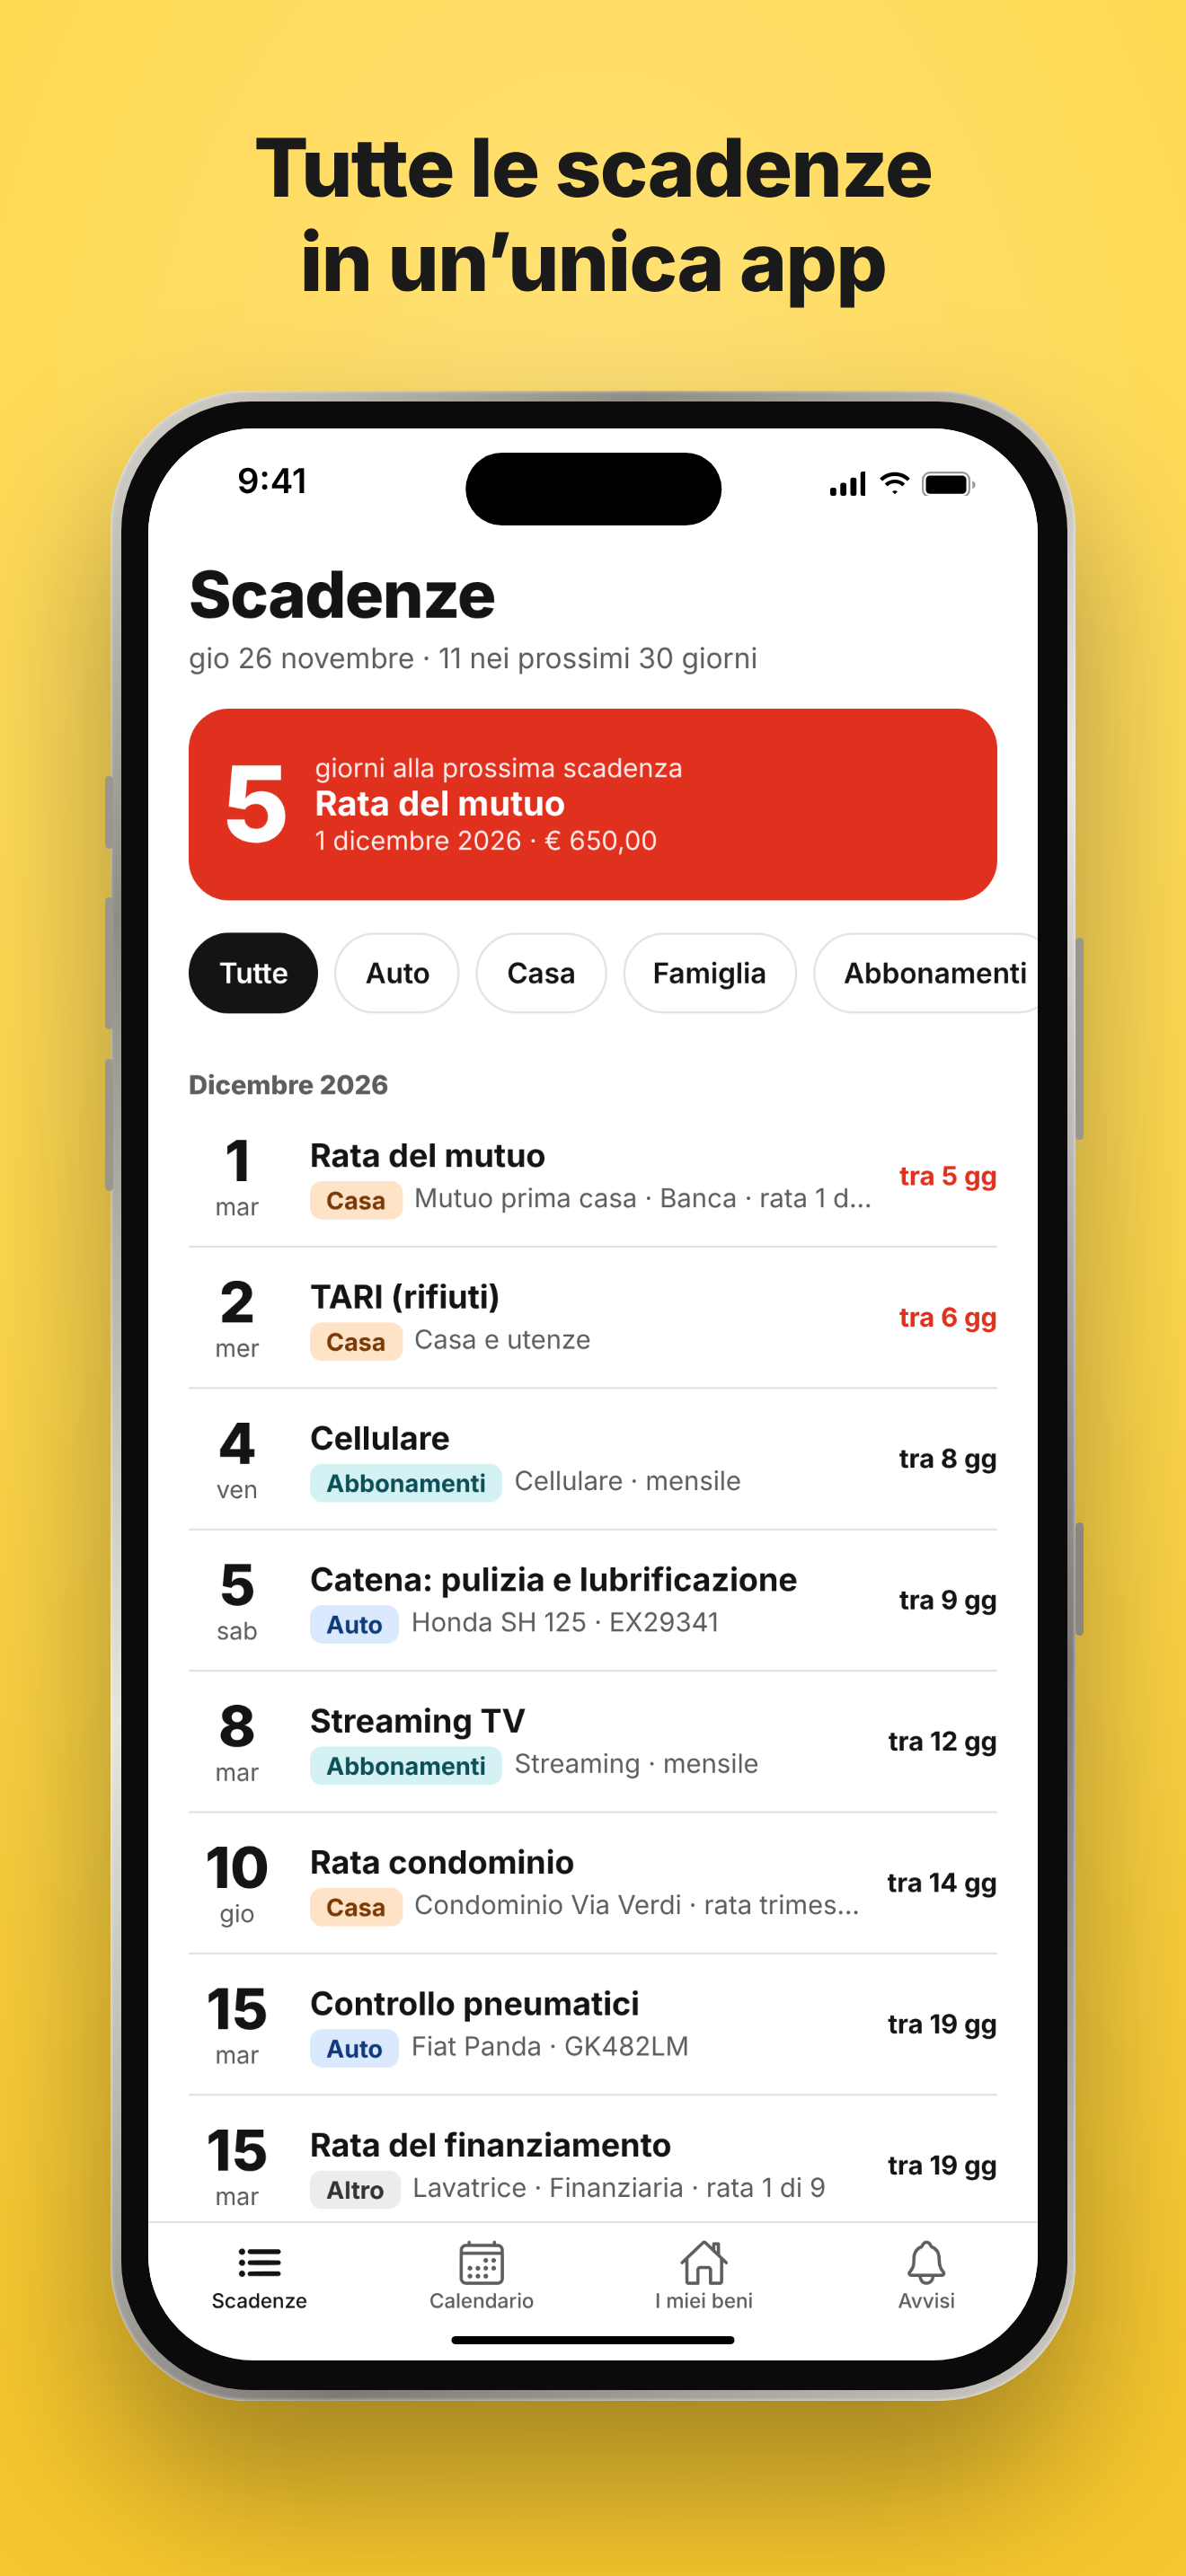 Tutte le scadenze
in un’unica app
9:41
Scadenze
gio 26 novembre · 11 nei prossimi 30 giorni
5
giorni alla prossima scadenza
Rata del mutuo
1 dicembre 2026 · € 650,00
Tutte
Auto
Casa
Famiglia
Abbonamenti
Dicembre 2026
1
mar
Rata del mutuo
Casa Mutuo prima casa · Banca · rata 1 d...
tra 5 gg
2
mer
TARI (rifiuti)
Casa Casa e utenze
tra 6 gg
4
ven
Cellulare
Abbonamenti Cellulare · mensile
tra 8 gg
5
sab
Catena: pulizia e lubrificazione
Auto Honda SH 125 · EX29341
tra 9 gg
8
mar
Streaming TV
Abbonamenti Streaming · mensile
tra 12 gg
10
gio
Rata condominio
Casa Condominio Via Verdi · rata trimes...
tra 14 gg
15
mar
Controllo pneumatici
Auto Fiat Panda · GK482LM
tra 19 gg
15
mar
Rata del finanziamento
Altro Lavatrice · Finanziaria · rata 1 di 9
tra 19 gg
Scadenze
Calendario
I miei beni
Avvisi